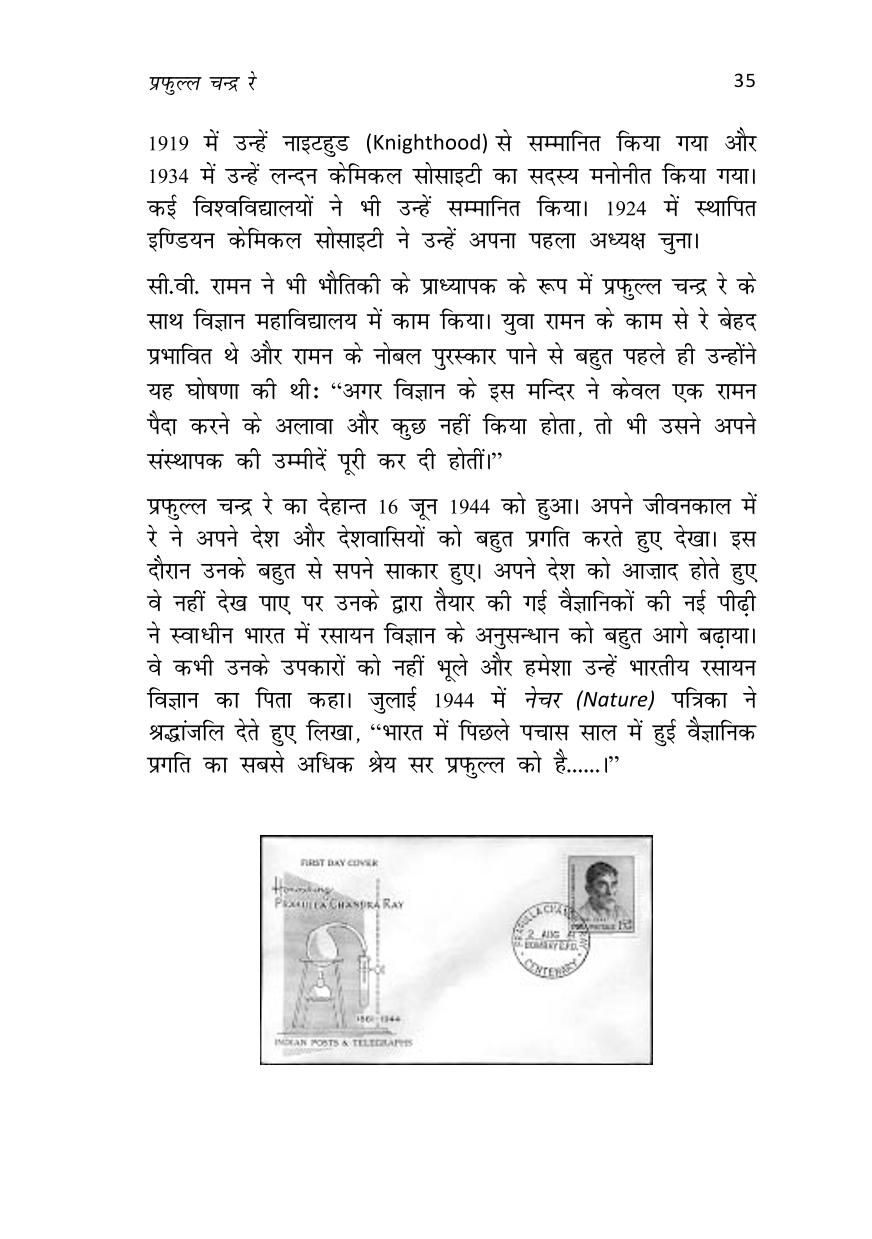 प्रफुल्ल चन्द्र रे 35
1919 में उन्हें नाइटहुड (Knighthood) से सम्मानित किया गया और
1934 में उन्हें लन्दन केमिकल सोसाइटी का सदस्य मनोनीत किया गया।
कई विश्वविद्यालयों ने भी उन्हें सम्मानित किया। 1924 में स्थापित
इण्डियन केमिकल सोसाइटी ने उन्हें अपना पहला अध्यक्ष चुना।
सी.वी. रामन ने भी भौतिकी के प्राध्यापक के रूप में प्रफुल्ल चन्द्र रे के
साथ विज्ञान महाविद्यालय में काम किया। युवा रामन के काम से रे बेहद
प्रभावित थे और रामन के नोबल पुरस्कार पाने से बहुत पहले ही उन्होंने
यह घोषणा की थी: “अगर विज्ञान के इस मन्दिर ने केवल एक रामन
पैदा करने के अलावा और कुछ नहीं किया होता, तो भी उसने अपने
संस्थापक की उम्मीदें पूरी कर दी होतीं।”
प्रफुल्ल चन्द्र रे का देहान्त 16 जून 1944 को हुआ। अपने जीवनकाल में
रे ने अपने देश और देशवासियों को बहुत प्रगति करते हुए देखा। इस
दौरान उनके बहुत से सपने साकार हुए। अपने देश को आज़ाद होते हुए
वे नहीं देख पाए पर उनके द्वारा तैयार की गई वैज्ञानिकों की नई पीढ़ी
ने स्वाधीन भारत में रसायन विज्ञान के अनुसन्धान को बहुत आगे बढ़ाया।
वे कभी उनके उपकारों को नहीं भूले और हमेशा उन्हें भारतीय रसायन
विज्ञान का पिता कहा। जुलाई 1944 में नेचर (Nature) पत्रिका ने
श्रद्धांजलि देते हुए लिखा, “भारत में पिछले पचास साल में हुई वैज्ञानिक
प्रगति का सबसे अधिक श्रेय सर प्रफुल्ल को है......।”
FIRST DAY COVER
Honouring
PRAFULLA CHANDRA RAY
1861-1944
INDIAN POSTS & TELEGRAPHS
PRAFULLA CHANDRA RAY
2 AUG
BOMBAY G.P.O.
CENTENARY